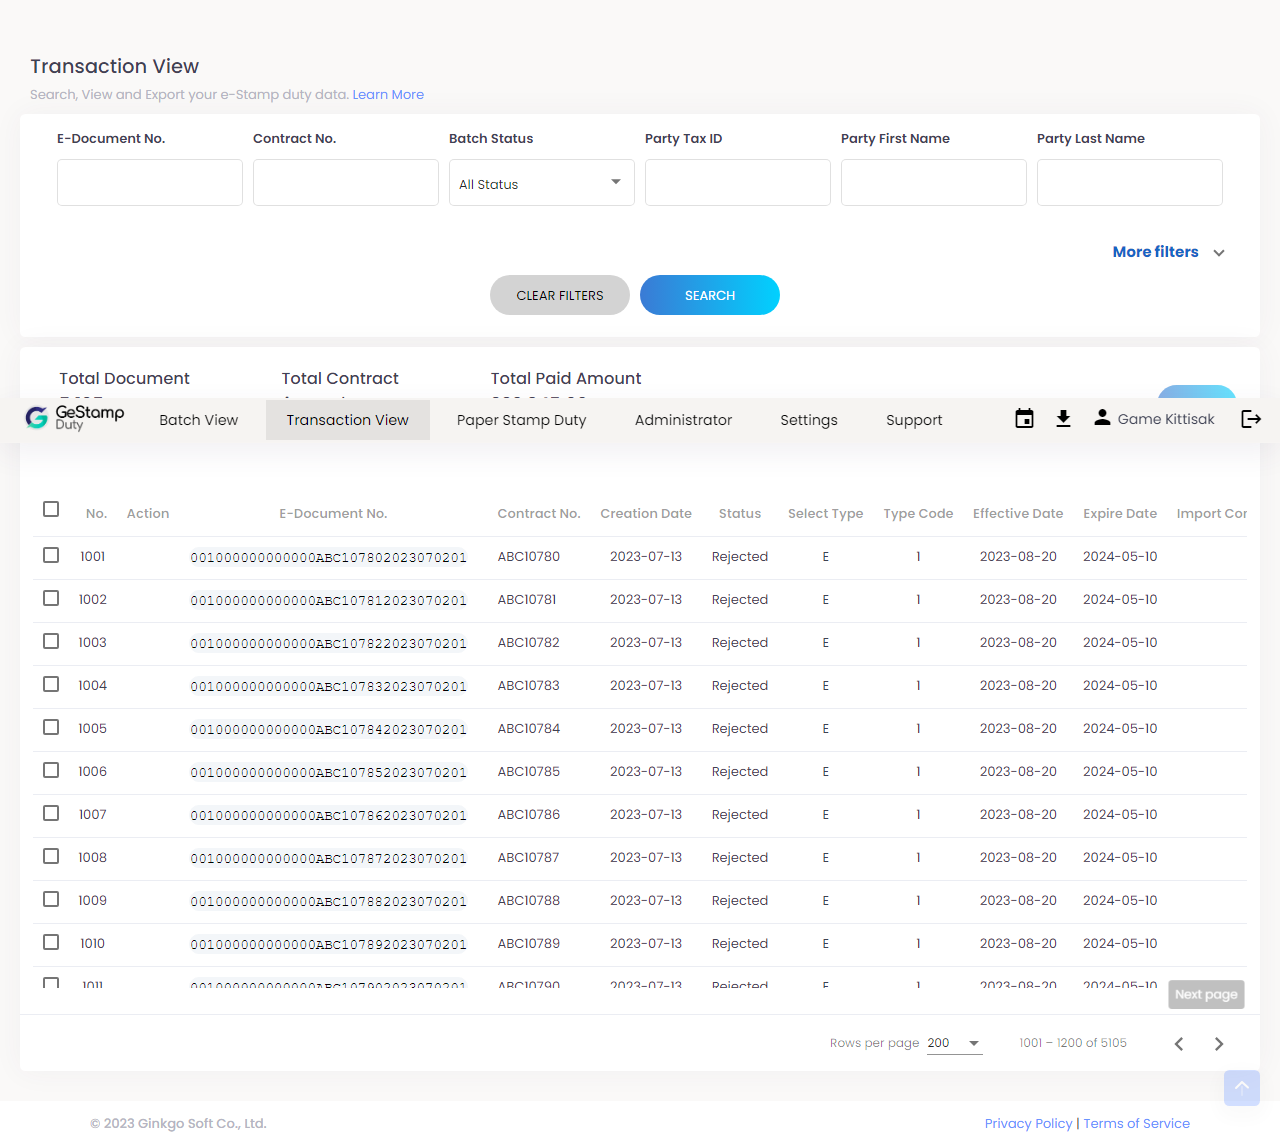 Transaction View
Search, View and Export your e-Stamp duty data. Learn More
E-Document No. Contract No. Batch Status Party Tax ID Party First Name Party Last Name
All Status
More filters
CLEAR FILTERS SEARCH
Total Document Total Contract Total Paid Amount
GeStamp Duty Batch View Transaction View Paper Stamp Duty Administrator Settings Support Game Kittisak
No. Action E-Document No. Contract No. Creation Date Status Select Type Type Code Effective Date Expire Date Import Cor
1001 001000000000000ABC107802023070201 ABC10780 2023-07-13 Rejected E 1 2023-08-20 2024-05-10
1002 001000000000000ABC107812023070201 ABC10781 2023-07-13 Rejected E 1 2023-08-20 2024-05-10
1003 001000000000000ABC107822023070201 ABC10782 2023-07-13 Rejected E 1 2023-08-20 2024-05-10
1004 001000000000000ABC107832023070201 ABC10783 2023-07-13 Rejected E 1 2023-08-20 2024-05-10
1005 001000000000000ABC107842023070201 ABC10784 2023-07-13 Rejected E 1 2023-08-20 2024-05-10
1006 001000000000000ABC107852023070201 ABC10785 2023-07-13 Rejected E 1 2023-08-20 2024-05-10
1007 001000000000000ABC107862023070201 ABC10786 2023-07-13 Rejected E 1 2023-08-20 2024-05-10
1008 001000000000000ABC107872023070201 ABC10787 2023-07-13 Rejected E 1 2023-08-20 2024-05-10
1009 001000000000000ABC107882023070201 ABC10788 2023-07-13 Rejected E 1 2023-08-20 2024-05-10
1010 001000000000000ABC107892023070201 ABC10789 2023-07-13 Rejected E 1 2023-08-20 2024-05-10
1011 001000000000000ABC107902023070201 ABC10790 2023-07-13 Rejected E 1 2023-08-20 2024-05-10
Next page
Rows per page 200 1001 – 1200 of 5105
© 2023 Ginkgo Soft Co., Ltd. Privacy Policy | Terms of Service